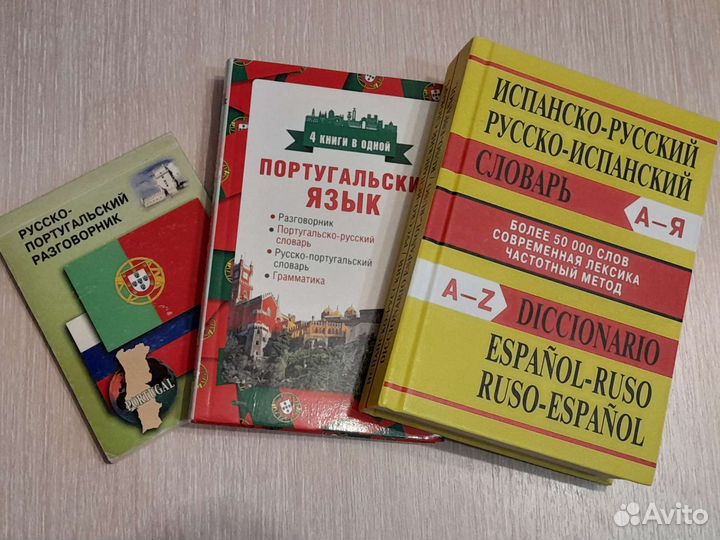 РУССКО-
ПОРТУГАЛЬСКИЙ
РАЗГОВОРНИК
PORTUGAL
4 КНИГИ В ОДНОЙ
ПОРТУГАЛЬСКИ
ЯЗЫК
• Разговорник
• Португальско-русский
словарь
• Русско-португальский
словарь
• Грамматика
ИСПАНСКО-РУССКИЙ
РУССКО-ИСПАНСКИЙ
СЛОВАРЬ
А–Я
БОЛЕЕ 50 000 СЛОВ
СОВРЕМЕННАЯ ЛЕКСИКА
ЧАСТОТНЫЙ МЕТОД
A–Z
DICCIONARIO
ESPAÑOL-RUSO
RUSO-ESPAÑOL
Avito